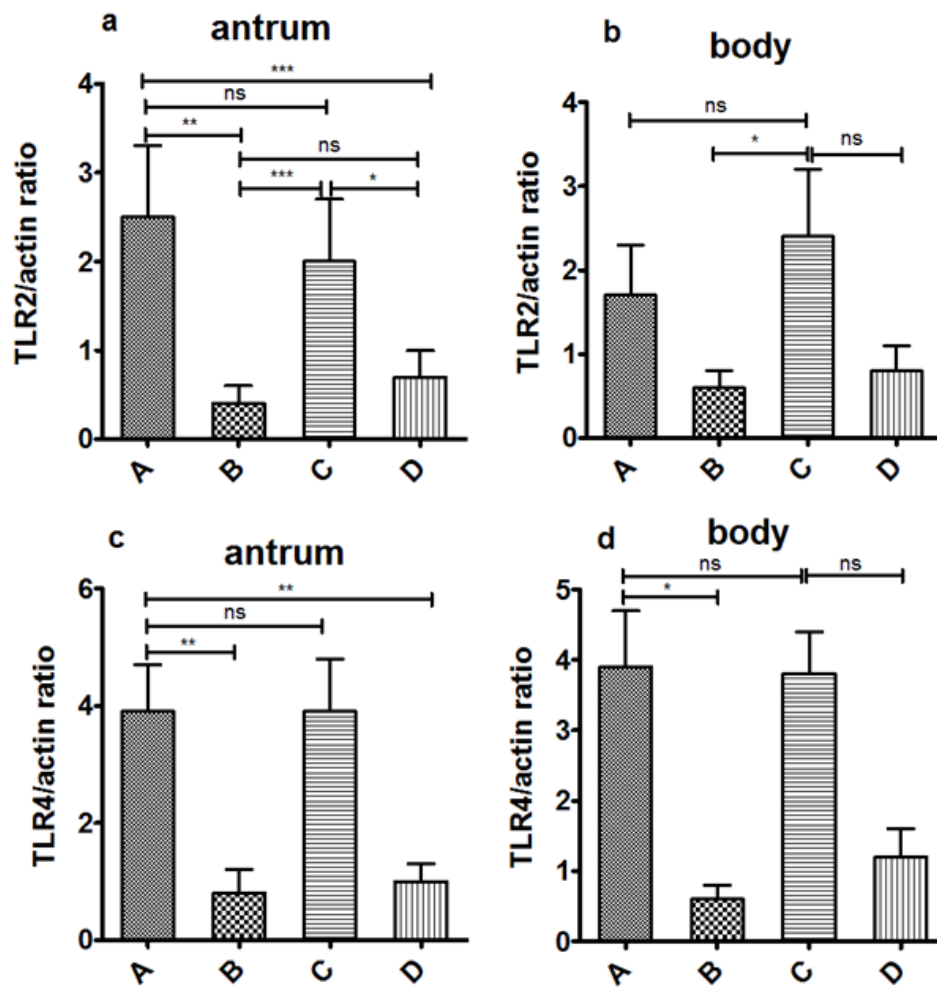 a
antrum
***
ns
**
ns
***
*
4
3
2
1
0
TLR2/actin ratio
A
B
C
D
b
body
ns
*
ns
4
3
2
1
0
TLR2/actin ratio
A
B
C
D
c
antrum
**
ns
**
6
4
2
0
TLR4/actin ratio
A
B
C
D
d
body
ns
ns
*
5
4
3
2
1
0
TLR4/actin ratio
A
B
C
D